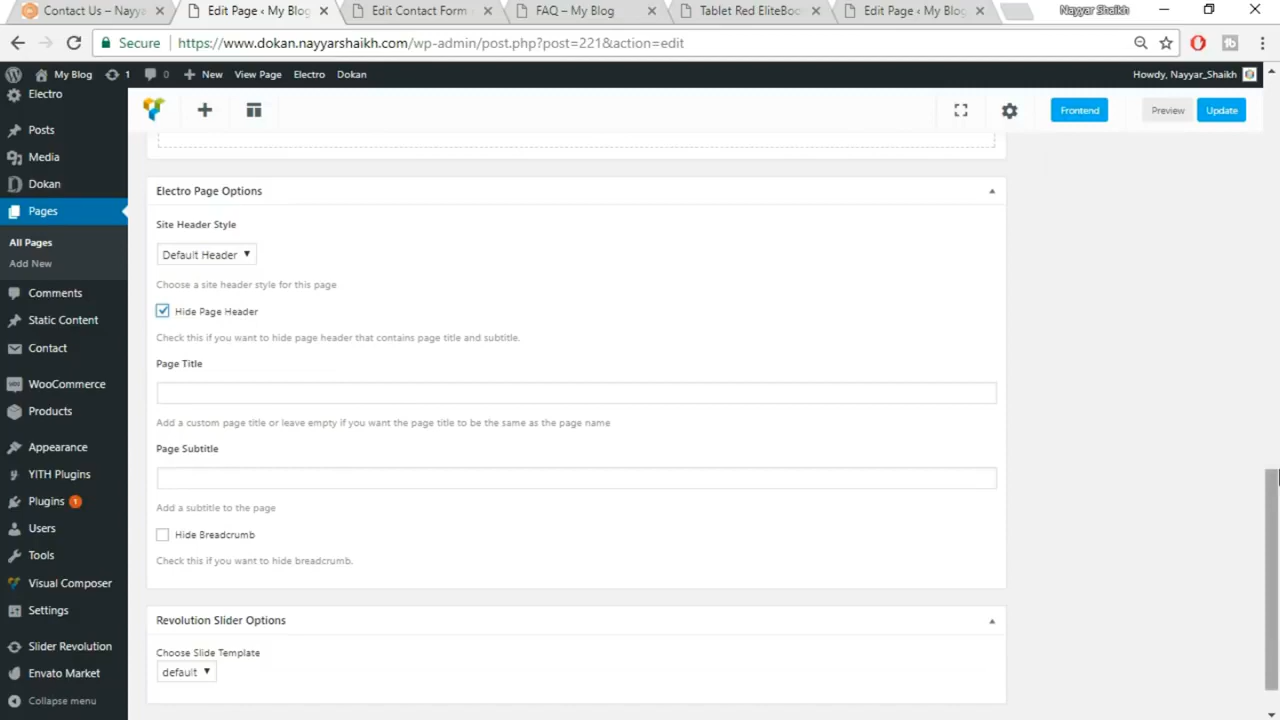 Contact Us – Nayya
Edit Page ‹ My Blog
Edit Contact Form
FAQ – My Blog
Tablet Red EliteBoo
Edit Page ‹ My Blog
Nayyar Shaikh
Secure
https://www.dokan.nayyarshaikh.com/wp-admin/post.php?post=221&action=edit
My Blog
1
0
New
View Page
Electro
Dokan
Howdy, Nayyar_Shaikh
Electro
Posts
Media
Dokan
Pages
All Pages
Add New
Comments
Static Content
Contact
WooCommerce
Products
Appearance
YITH Plugins
Plugins 1
Users
Tools
Visual Composer
Settings
Slider Revolution
Envato Market
Collapse menu
Frontend
Preview
Update
Electro Page Options
Site Header Style
Default Header
Choose a site header style for this page
Hide Page Header
Check this if you want to hide page header that contains page title and subtitle.
Page Title
Add a custom page title or leave empty if you want the page title to be the same as the page name
Page Subtitle
Add a subtitle to the page
Hide Breadcrumb
Check this if you want to hide breadcrumb.
Revolution Slider Options
Choose Slide Template
default